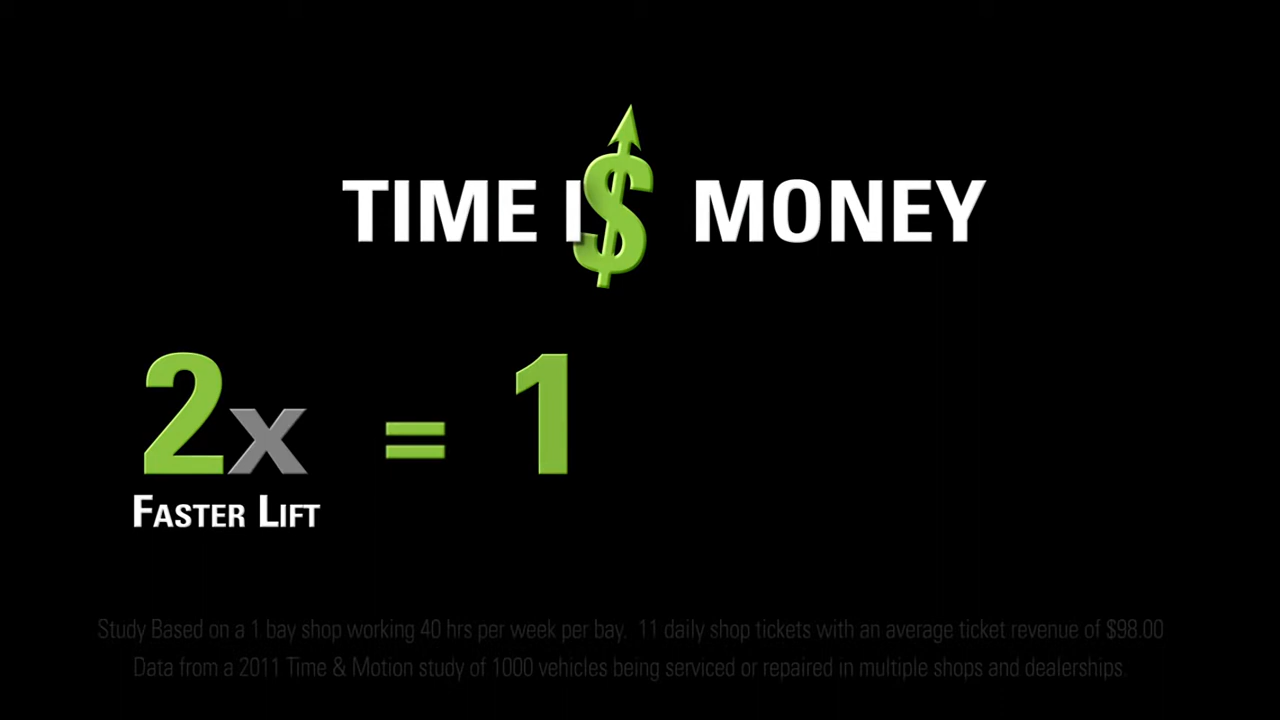 TIME I$ MONEY
2x = 1
FASTER LIFT
Study Based on a 1 bay shop working 40 hrs per week per bay. 11 daily shop tickets with an average ticket revenue of $98.00
Data from a 2011 Time & Motion study of 1000 vehicles being serviced or repaired in multiple shops and dealerships.